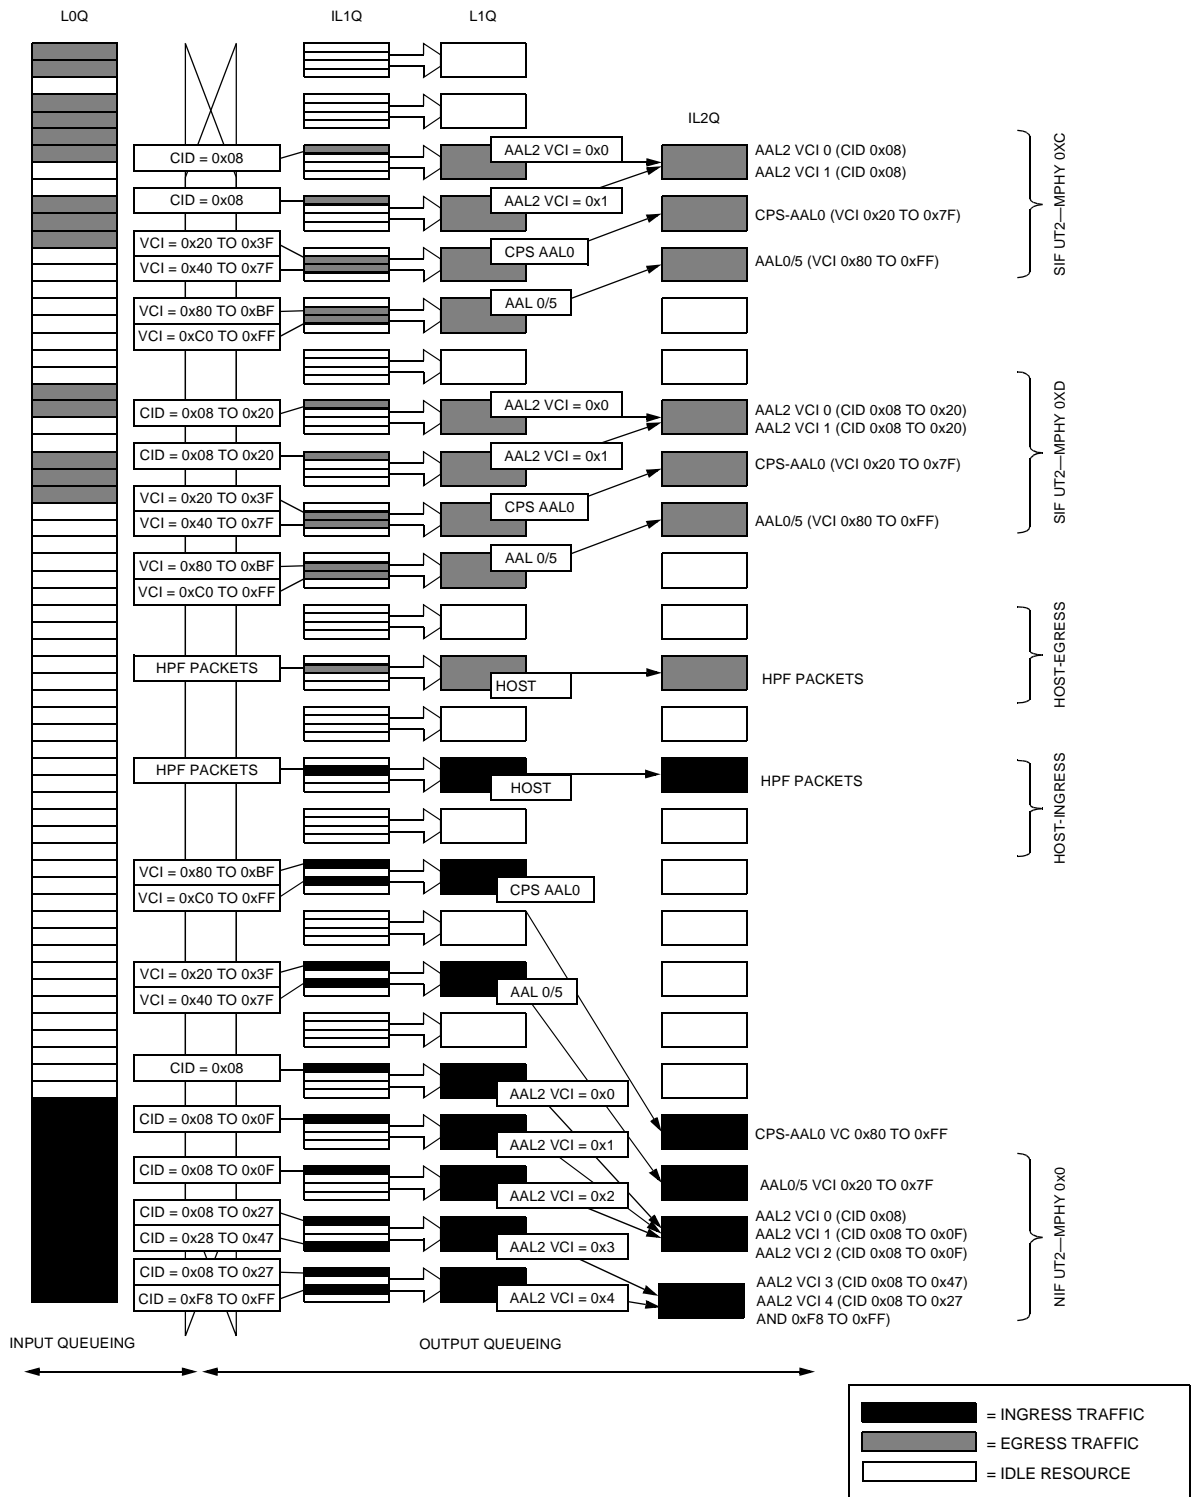 L0Q
IL1Q
L1Q
IL2Q
CID = 0x08
AAL2 VCI = 0x0
AAL2 VCI 0 (CID 0x08)
AAL2 VCI 1 (CID 0x08)
CID = 0x08
AAL2 VCI = 0x1
CPS-AAL0 (VCI 0x20 TO 0x7F)
VCI = 0x20 TO 0x3F
VCI = 0x40 TO 0x7F
CPS AAL0
AAL0/5 (VCI 0x80 TO 0xFF)
VCI = 0x80 TO 0xBF
VCI = 0xC0 TO 0xFF
AAL 0/5
SIF UT2—MPHY 0XC
CID = 0x08 TO 0x20
AAL2 VCI = 0x0
AAL2 VCI 0 (CID 0x08 TO 0x20)
AAL2 VCI 1 (CID 0x08 TO 0x20)
CID = 0x08 TO 0x20
AAL2 VCI = 0x1
CPS-AAL0 (VCI 0x20 TO 0x7F)
VCI = 0x20 TO 0x3F
VCI = 0x40 TO 0x7F
CPS AAL0
AAL0/5 (VCI 0x80 TO 0xFF)
VCI = 0x80 TO 0xBF
VCI = 0xC0 TO 0xFF
AAL 0/5
SIF UT2—MPHY 0XD
HPF PACKETS
HOST
HPF PACKETS
HOST-EGRESS
HPF PACKETS
HOST
HPF PACKETS
HOST-INGRESS
VCI = 0x80 TO 0xBF
VCI = 0xC0 TO 0xFF
CPS AAL0
VCI = 0x20 TO 0x3F
VCI = 0x40 TO 0x7F
AAL 0/5
CID = 0x08
AAL2 VCI = 0x0
CID = 0x08 TO 0x0F
AAL2 VCI = 0x1
CPS-AAL0 VC 0x80 TO 0xFF
CID = 0x08 TO 0x0F
AAL2 VCI = 0x2
AAL0/5 VCI 0x20 TO 0x7F
CID = 0x08 TO 0x27
CID = 0x28 TO 0x47
AAL2 VCI = 0x3
AAL2 VCI 0 (CID 0x08)
AAL2 VCI 1 (CID 0x08 TO 0x0F)
AAL2 VCI 2 (CID 0x08 TO 0x0F)
CID = 0x08 TO 0x27
CID = 0xF8 TO 0xFF
AAL2 VCI = 0x4
AAL2 VCI 3 (CID 0x08 TO 0x47)
AAL2 VCI 4 (CID 0x08 TO 0x27
AND 0xF8 TO 0xFF)
NIF UT2—MPHY 0x0
INPUT QUEUEING
OUTPUT QUEUEING
= INGRESS TRAFFIC
= EGRESS TRAFFIC
= IDLE RESOURCE